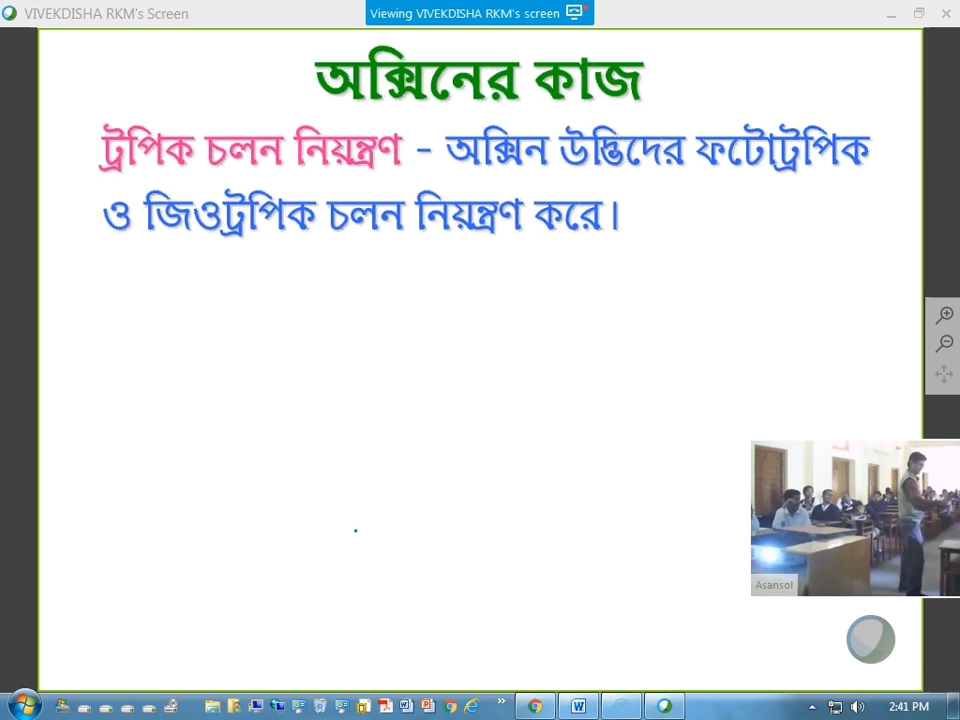 VIVEKDISHA RKM's Screen
Viewing VIVEKDISHA RKM's screen
অক্সিনের কাজ
ট্রপিক চলন নিয়ন্ত্রণ - অক্সিন উদ্ভিদের ফটোট্রপিক
ও জিওট্রপিক চলন নিয়ন্ত্রণ করে।
Asansol
2:41 PM